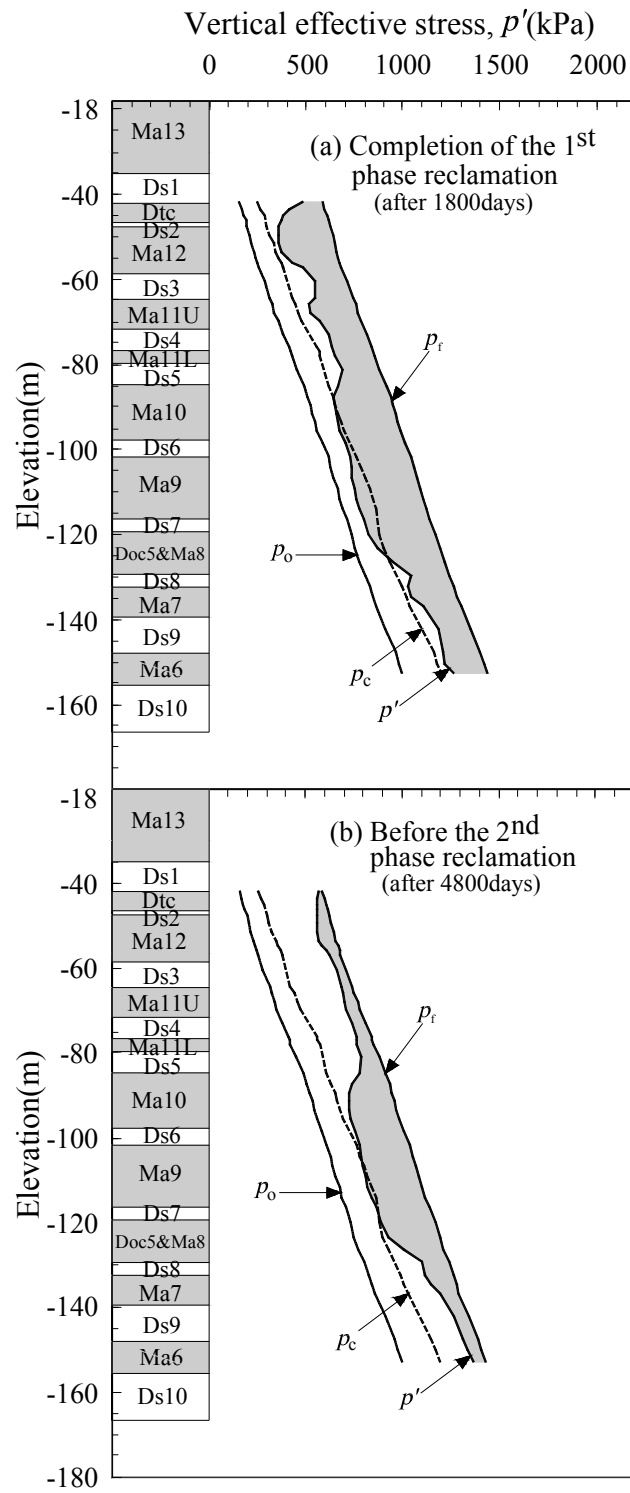 Vertical effective stress, p′(kPa)
0 500 1000 1500 2000
Elevation(m)
-18
-40
-60
-80
-100
-120
-140
-160
Ma13
Ds1
Dtc
Ds2
Ma12
Ds3
Ma11U
Ds4
Ma11L
Ds5
Ma10
Ds6
Ma9
Ds7
Doc5&Ma8
Ds8
Ma7
Ds9
Ma6
Ds10
(a) Completion of the 1st
phase reclamation
(after 1800days)
pf
po
pc
p′
Elevation(m)
-18
-40
-60
-80
-100
-120
-140
-160
-180
Ma13
Ds1
Dtc
Ds2
Ma12
Ds3
Ma11U
Ds4
Ma11L
Ds5
Ma10
Ds6
Ma9
Ds7
Doc5&Ma8
Ds8
Ma7
Ds9
Ma6
Ds10
(b) Before the 2nd
phase reclamation
(after 4800days)
pf
po
pc
p′